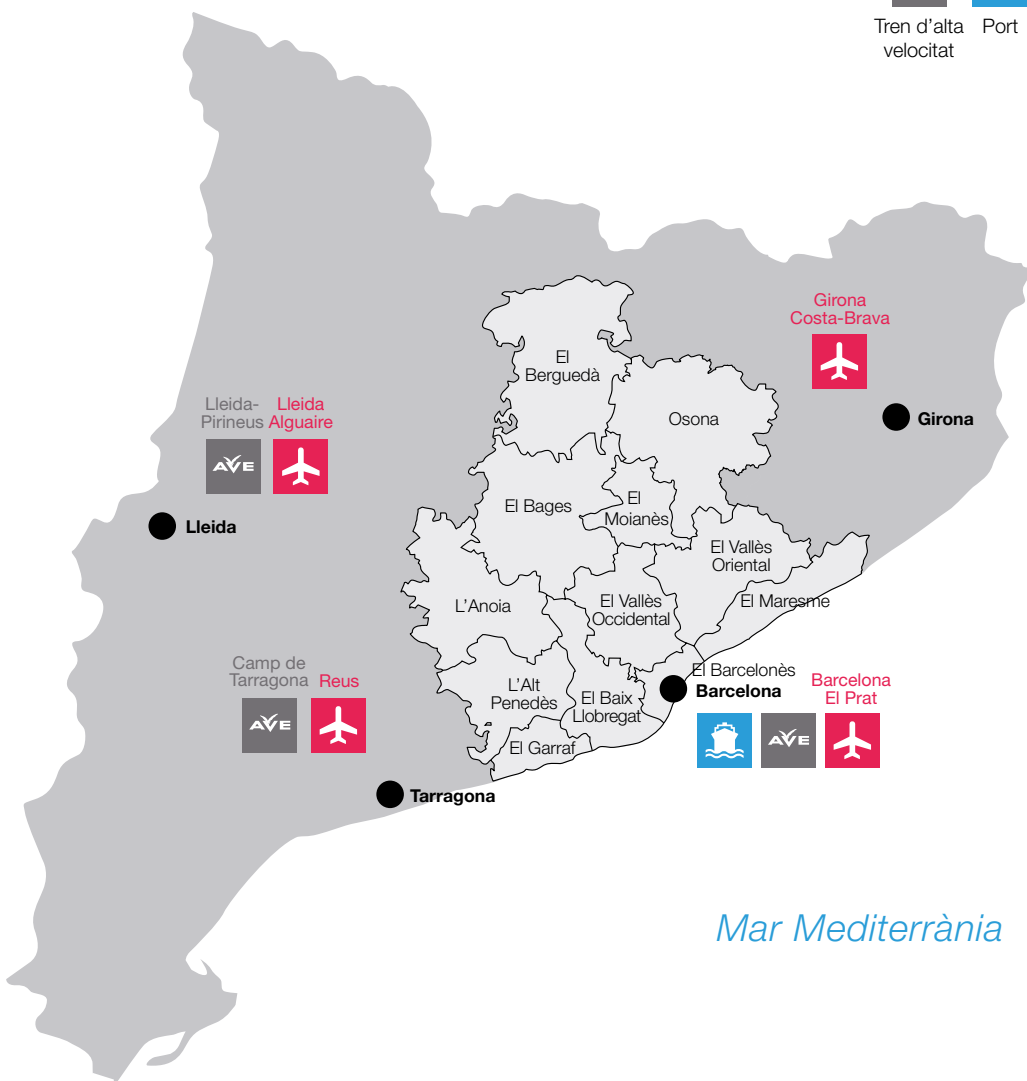 Tren d’alta
velocitat
Port
Girona
Costa-Brava
El
Berguedà
Osona
Girona
Lleida-
Pirineus
Lleida
Alguaire
AVE
El Bages
El
Moianès
Lleida
El Vallès
Oriental
L’Anoia
El Vallès
Occidental
El Maresme
Camp de
Tarragona
Reus
AVE
L’Alt
Penedès
El Baix
Llobregat
El Barcelonès
Barcelona
Barcelona
El Prat
AVE
El Garraf
Tarragona
Mar Mediterrània